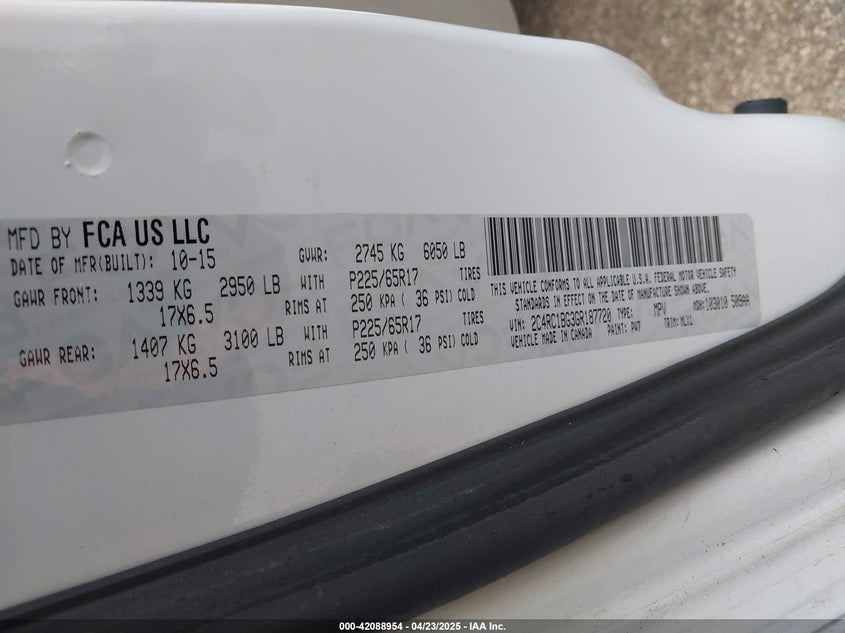 MFD BY FCA US LLC
DATE OF MFR(BUILT): 10-15 GVWR: 2745 KG 6050 LB
GAWR FRONT: 1339 KG 2950 LB WITH P225/65R17 TIRES
17X6.5 RIMS AT 250 KPA ( 36 PSI) COLD
GAWR REAR: 1407 KG 3100 LB WITH P225/65R17 TIRES
17X6.5 RIMS AT 250 KPA ( 36 PSI) COLD
THIS VEHICLE CONFORMS TO ALL APPLICABLE U.S.A. FEDERAL MOTOR VEHICLE SAFETY
STANDARDS IN EFFECT ON THE DATE OF MANUFACTURE SHOWN ABOVE.
VIN: 2C4RC1BG3GR187720 TYPE: MPV MDH: 103010 509AA
VEHICLE MADE IN CANADA PAINT: PW7 TRIM:
000-42088954 - 04/23/2025 - IAA Inc.